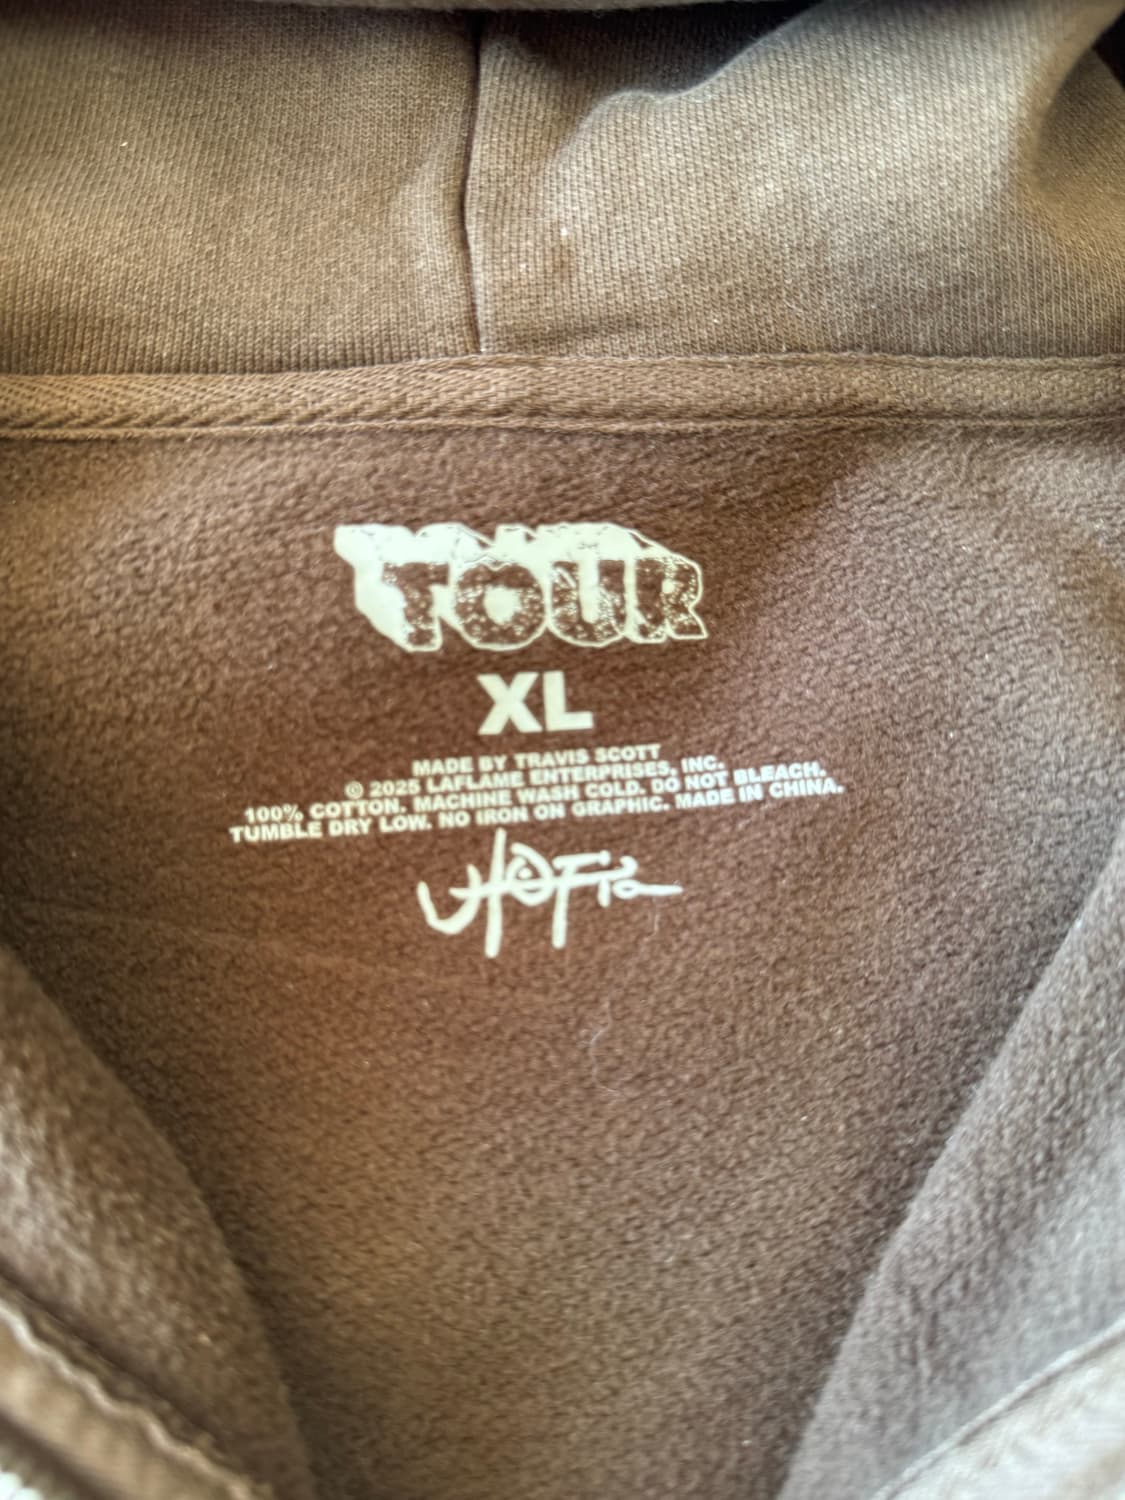 TOUR
XL
MADE BY TRAVIS SCOTT
© 2025 LAFLAME ENTERPRISES, INC.
100% COTTON. MACHINE WASH COLD. DO NOT BLEACH.
TUMBLE DRY LOW. NO IRON ON GRAPHIC. MADE IN CHINA.
UTOPIA